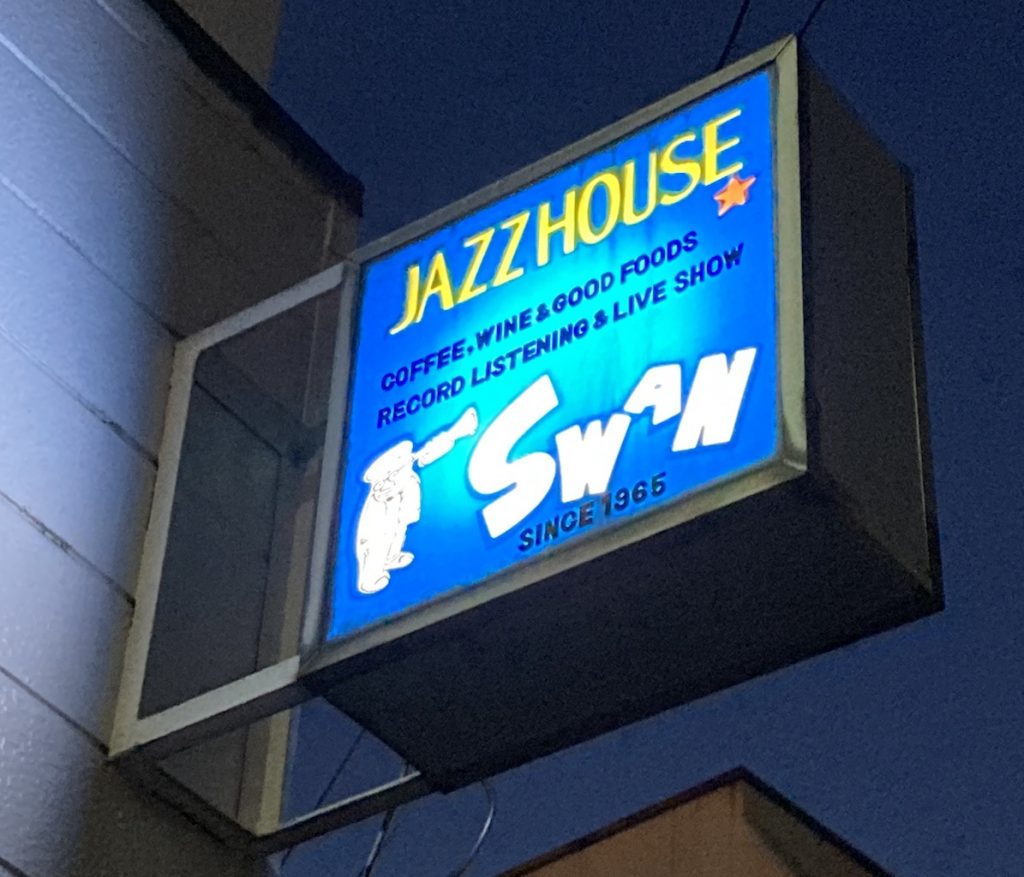 JAZZ HOUSE
COFFEE, WINE & GOOD FOODS
RECORD LISTENING & LIVE SHOW
SWAN
SINCE 1965